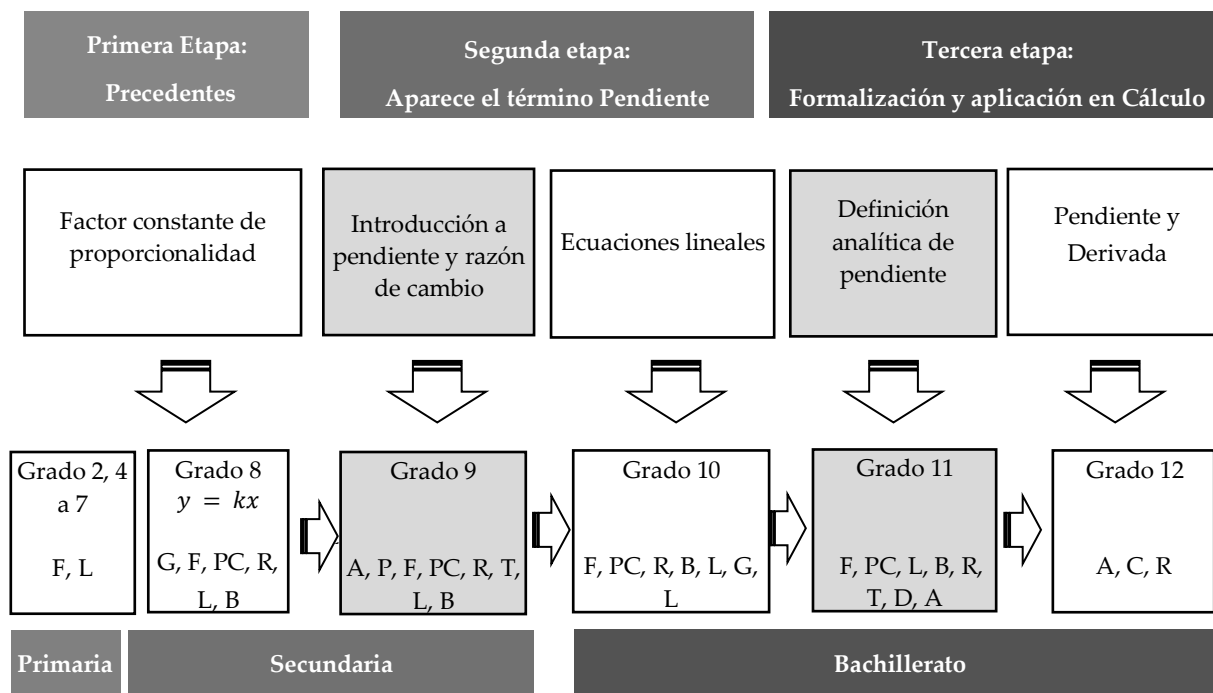 Primera Etapa:
Precedentes
Segunda etapa:
Aparece el término Pendiente
Tercera etapa:
Formalización y aplicación en Cálculo
Factor constante de
proporcionalidad
Introducción a
pendiente y razón
de cambio
Ecuaciones lineales
Definición
analítica de
pendiente
Pendiente y
Derivada
Grado 2, 4
a 7
F, L
Grado 8
y = kx
G, F, PC, R,
L, B
Grado 9
A, P, F, PC, R, T,
L, B
Grado 10
F, PC, R, B, L, G,
L
Grado 11
F, PC, L, B, R,
T, D, A
Grado 12
A, C, R
Primaria
Secundaria
Bachillerato